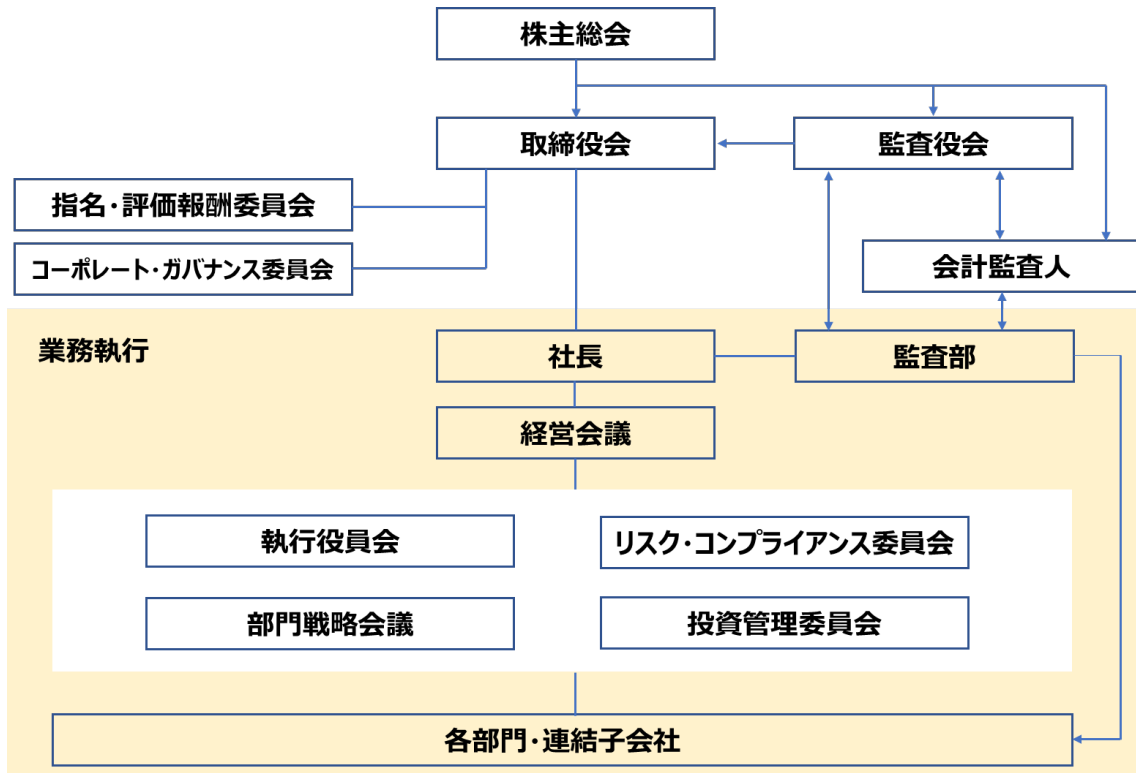 株主総会
取締役会
監査役会
指名・評価報酬委員会
コーポレート・ガバナンス委員会
会計監査人
業務執行
社長
監査部
経営会議
執行役員会
リスク・コンプライアンス委員会
部門戦略会議
投資管理委員会
各部門・連結子会社